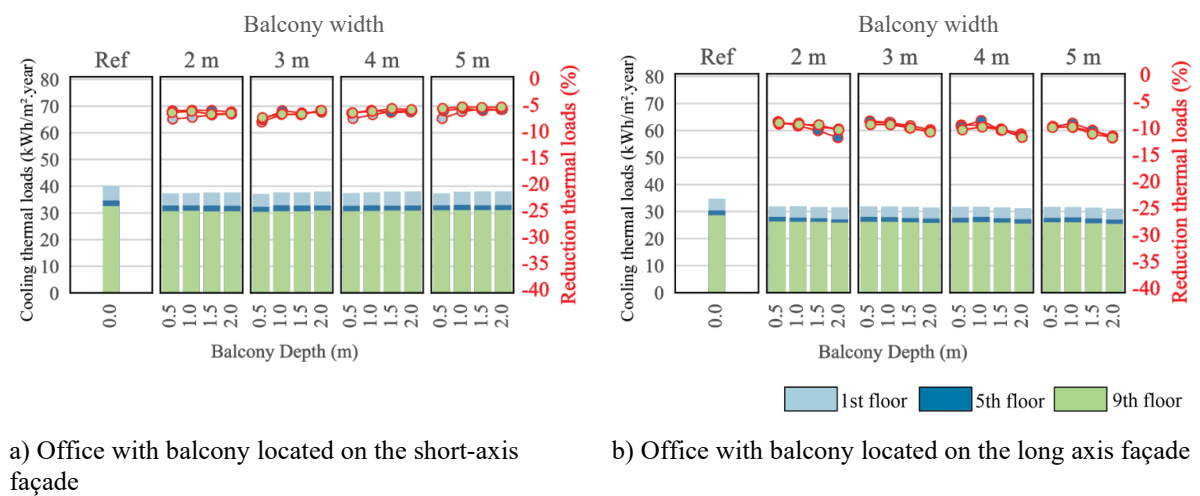 Balcony width
Ref 2 m 3 m 4 m 5 m
Cooling thermal loads (kWh/m².year)
80
70
60
50
40
30
20
10
0
0
-5
-10
-15
-20
-25
-30
-35
-40
Reduction thermal loads (%)
0.0 0.5 1.0 1.5 2.0 0.5 1.0 1.5 2.0 0.5 1.0 1.5 2.0 0.5 1.0 1.5 2.0
Balcony Depth (m)
Balcony width
Ref 2 m 3 m 4 m 5 m
Cooling thermal loads (kWh/m².year)
80
70
60
50
40
30
20
10
0
0
-5
-10
-15
-20
-25
-30
-35
-40
Reduction thermal loads (%)
0.0 0.5 1.0 1.5 2.0 0.5 1.0 1.5 2.0 0.5 1.0 1.5 2.0 0.5 1.0 1.5 2.0
Balcony Depth (m)
1st floor 5th floor 9th floor
a) Office with balcony located on the short-axis
façade
b) Office with balcony located on the long axis façade